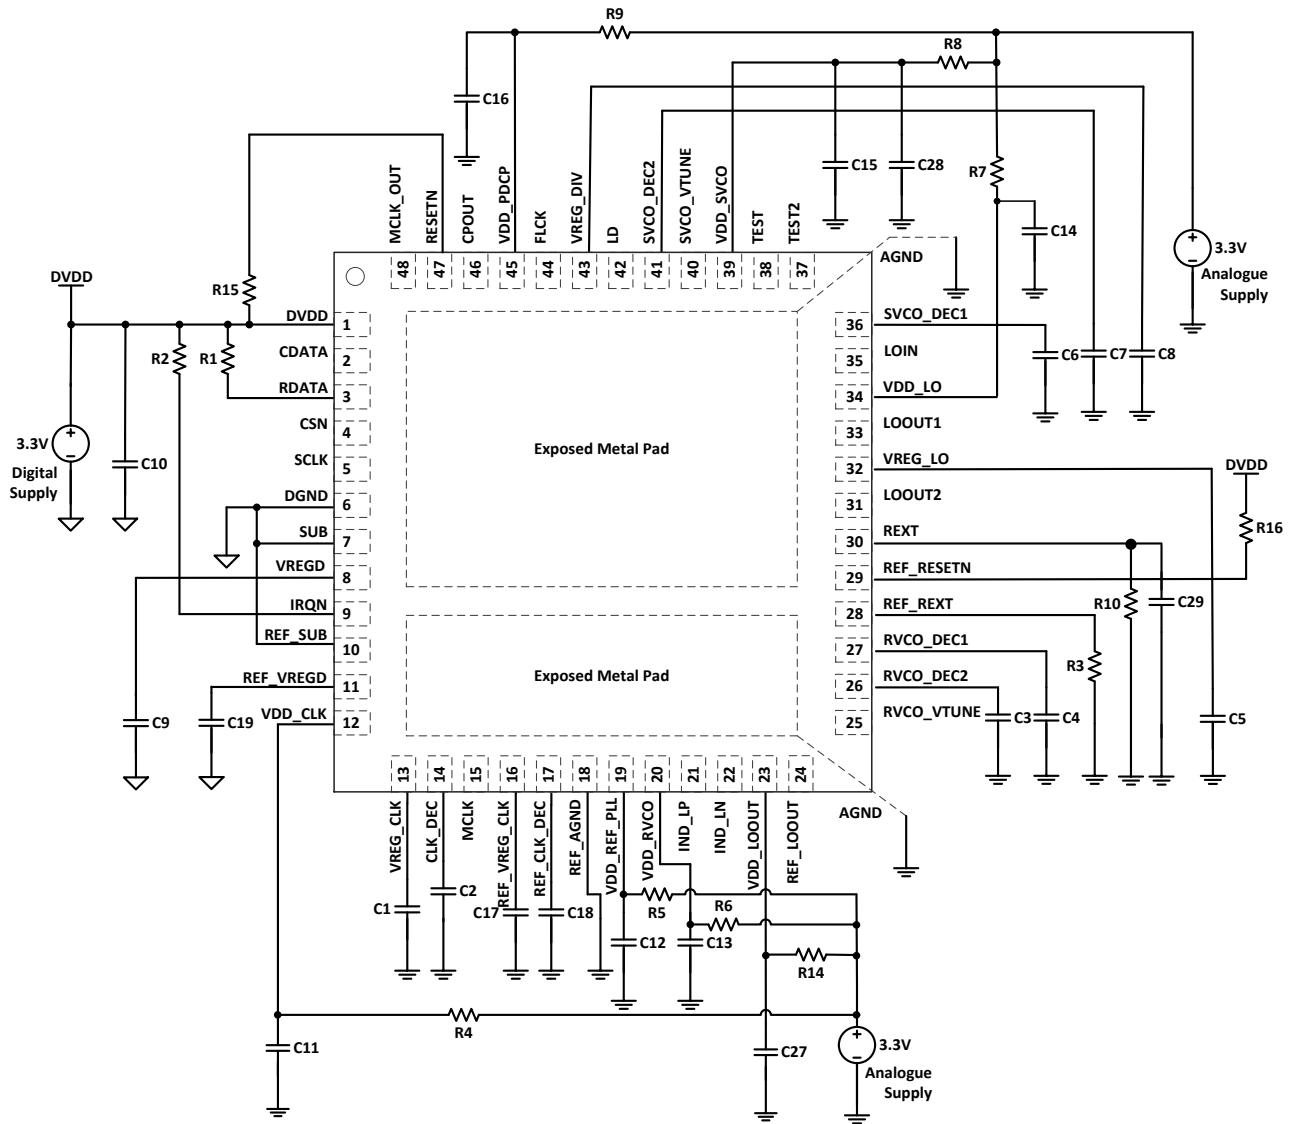 R9
R8
C16
C15
C28
R7
C14
3.3V
Analogue
Supply
MCLK_OUT
RESETN
CPOUT
VDD_PDCP
FLCK
VREG_DIV
LD
SVCO_DEC2
SVCO_VTUNE
VDD_SVCO
TEST
TEST2
48
47
46
45
44
43
42
41
40
39
38
37
AGND
DVDD
R15
R2
R1
3.3V
Digital
Supply
C10
C9
C19
DVDD
1
CDATA
2
RDATA
3
CSN
4
SCLK
5
DGND
6
SUB
7
VREGD
8
IRQN
9
REF_SUB
10
REF_VREGD
11
VDD_CLK
12
Exposed Metal Pad
Exposed Metal Pad
36
SVCO_DEC1
35
LOIN
34
VDD_LO
33
LOOUT1
32
VREG_LO
31
LOOUT2
30
REXT
29
REF_RESETN
28
REF_REXT
27
RVCO_DEC1
26
RVCO_DEC2
25
RVCO_VTUNE
C6
C7
C8
DVDD
R16
R10
C29
R3
C3
C4
C5
13
14
15
16
17
18
19
20
21
22
23
24
VREG_CLK
CLK_DEC
MCLK
REF_VREG_CLK
REF_CLK_DEC
REF_AGND
VDD_REF_PLL
VDD_RVCO
IND_LP
IND_LN
VDD_LOOUT
REF_LOOUT
AGND
C1
C2
C17
C18
R5
R6
C12
C13
R14
R4
C11
C27
3.3V
Analogue
Supply